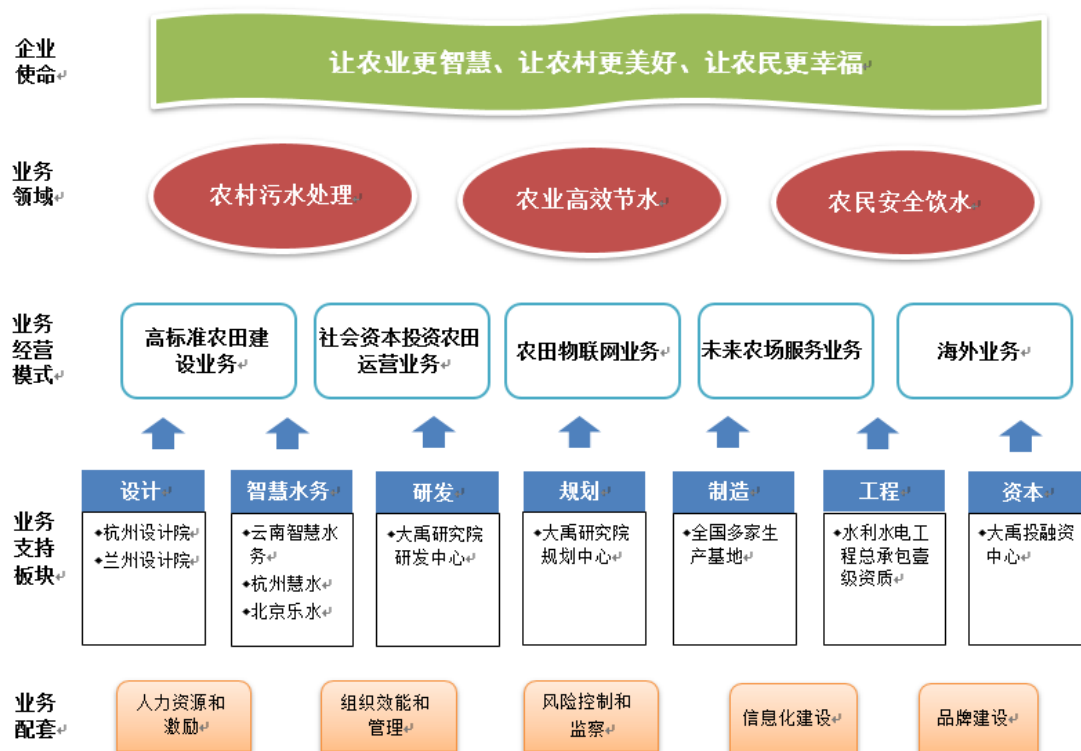 企业
使命
让农业更智慧、让农村更美好、让农民更幸福
业务
领域
农村污水处理
农业高效节水
农民安全饮水
业务
经营
模式
高标准农田建
设业务
社会资本投资农田
运营业务
农田物联网业务
未来农场服务业务
海外业务
业务
支持
板块
设计
杭州设计院
兰州设计院
智慧水务
云南智慧水
务
杭州慧水
北京乐水
研发
大禹研究院
研发中心
规划
大禹研究院
规划中心
制造
全国多家生
产基地
工程
水利水电工
程总承包壹
级资质
资本
大禹投融资
中心
业务
配套
人力资源和
激励
组织效能和
管理
风险控制和
监察
信息化建设
品牌建设